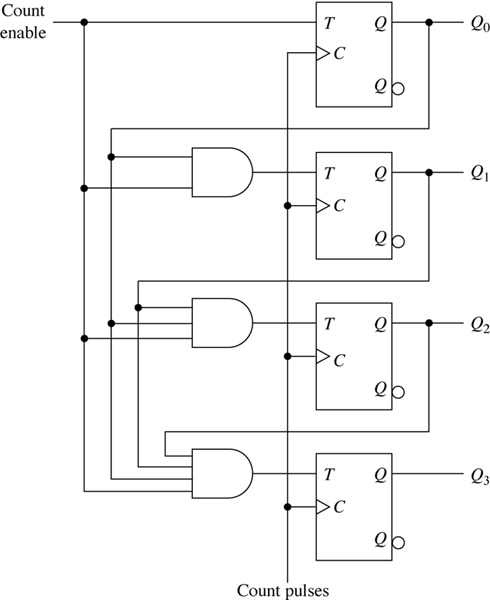 Count
enable
T Q Q0
C
Q
T Q Q1
C
Q
T Q Q2
C
Q
T Q Q3
C
Q
Count pulses